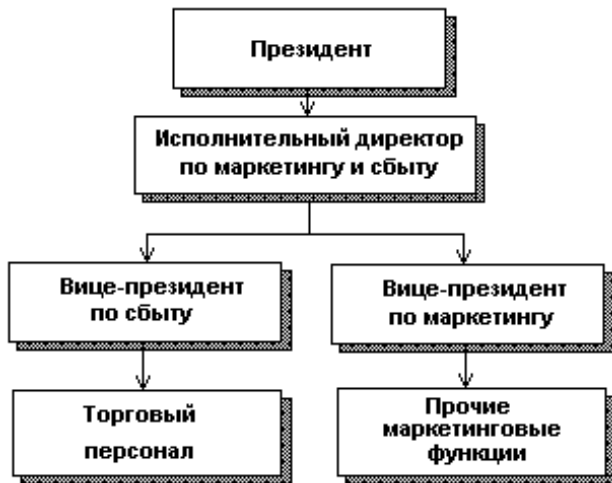 Президент
Исполнительный директор
по маркетингу и сбыту
Вице-президент
по сбыту
Вице-президент
по маркетингу
Торговый
персонал
Прочие
маркетинговые
функции